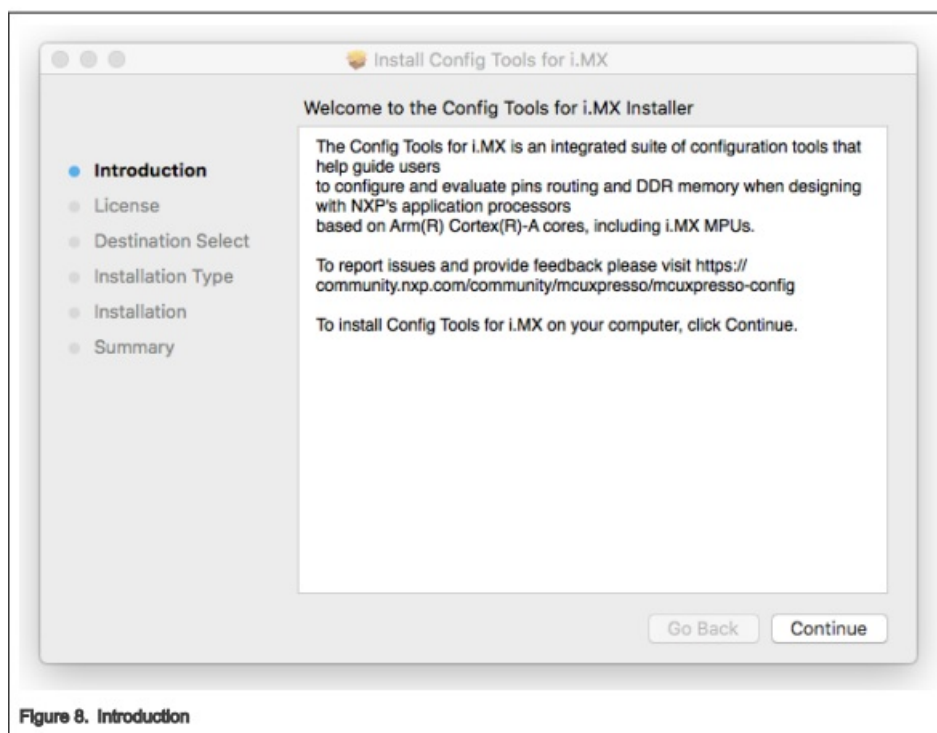 Install Config Tools for i.MX
Welcome to the Config Tools for i.MX Installer
Introduction
License
Destination Select
Installation Type
Installation
Summary
The Config Tools for i.MX is an integrated suite of configuration tools that
help guide users
to configure and evaluate pins routing and DDR memory when designing
with NXP's application processors
based on Arm(R) Cortex(R)-A cores, including i.MX MPUs.
To report issues and provide feedback please visit https://
community.nxp.com/community/mcuxpresso/mcuxpresso-config
To install Config Tools for i.MX on your computer, click Continue.
Go Back
Continue
Figure 8. Introduction